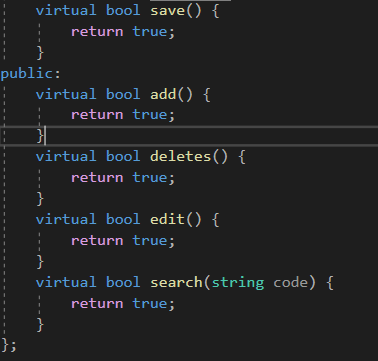 virtual bool save() {
        return true;
    }
public:
    virtual bool add() {
        return true;
    }
    virtual bool deletes() {
        return true;
    }
    virtual bool edit() {
        return true;
    }
    virtual bool search(string code) {
        return true;
    }
};